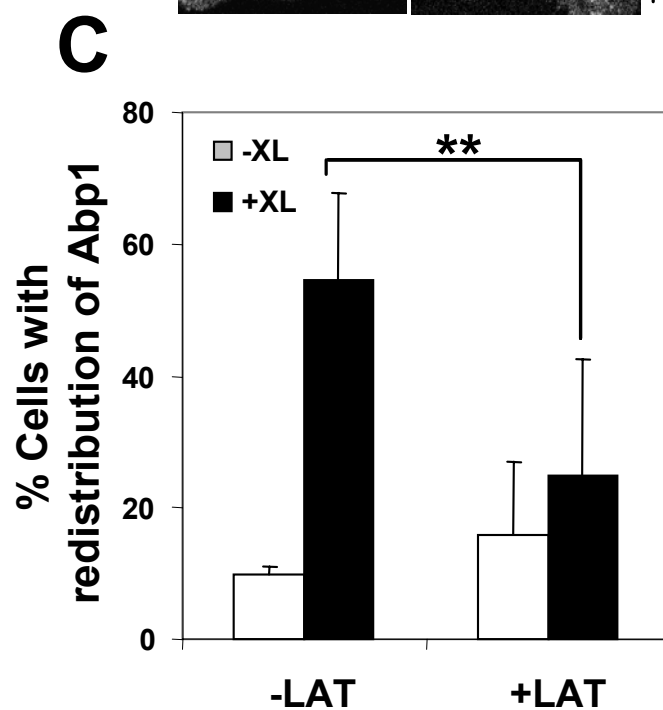 C
80
60
40
20
0
% Cells with
redistribution of Abp1
-XL
+XL
**
-LAT
+LAT